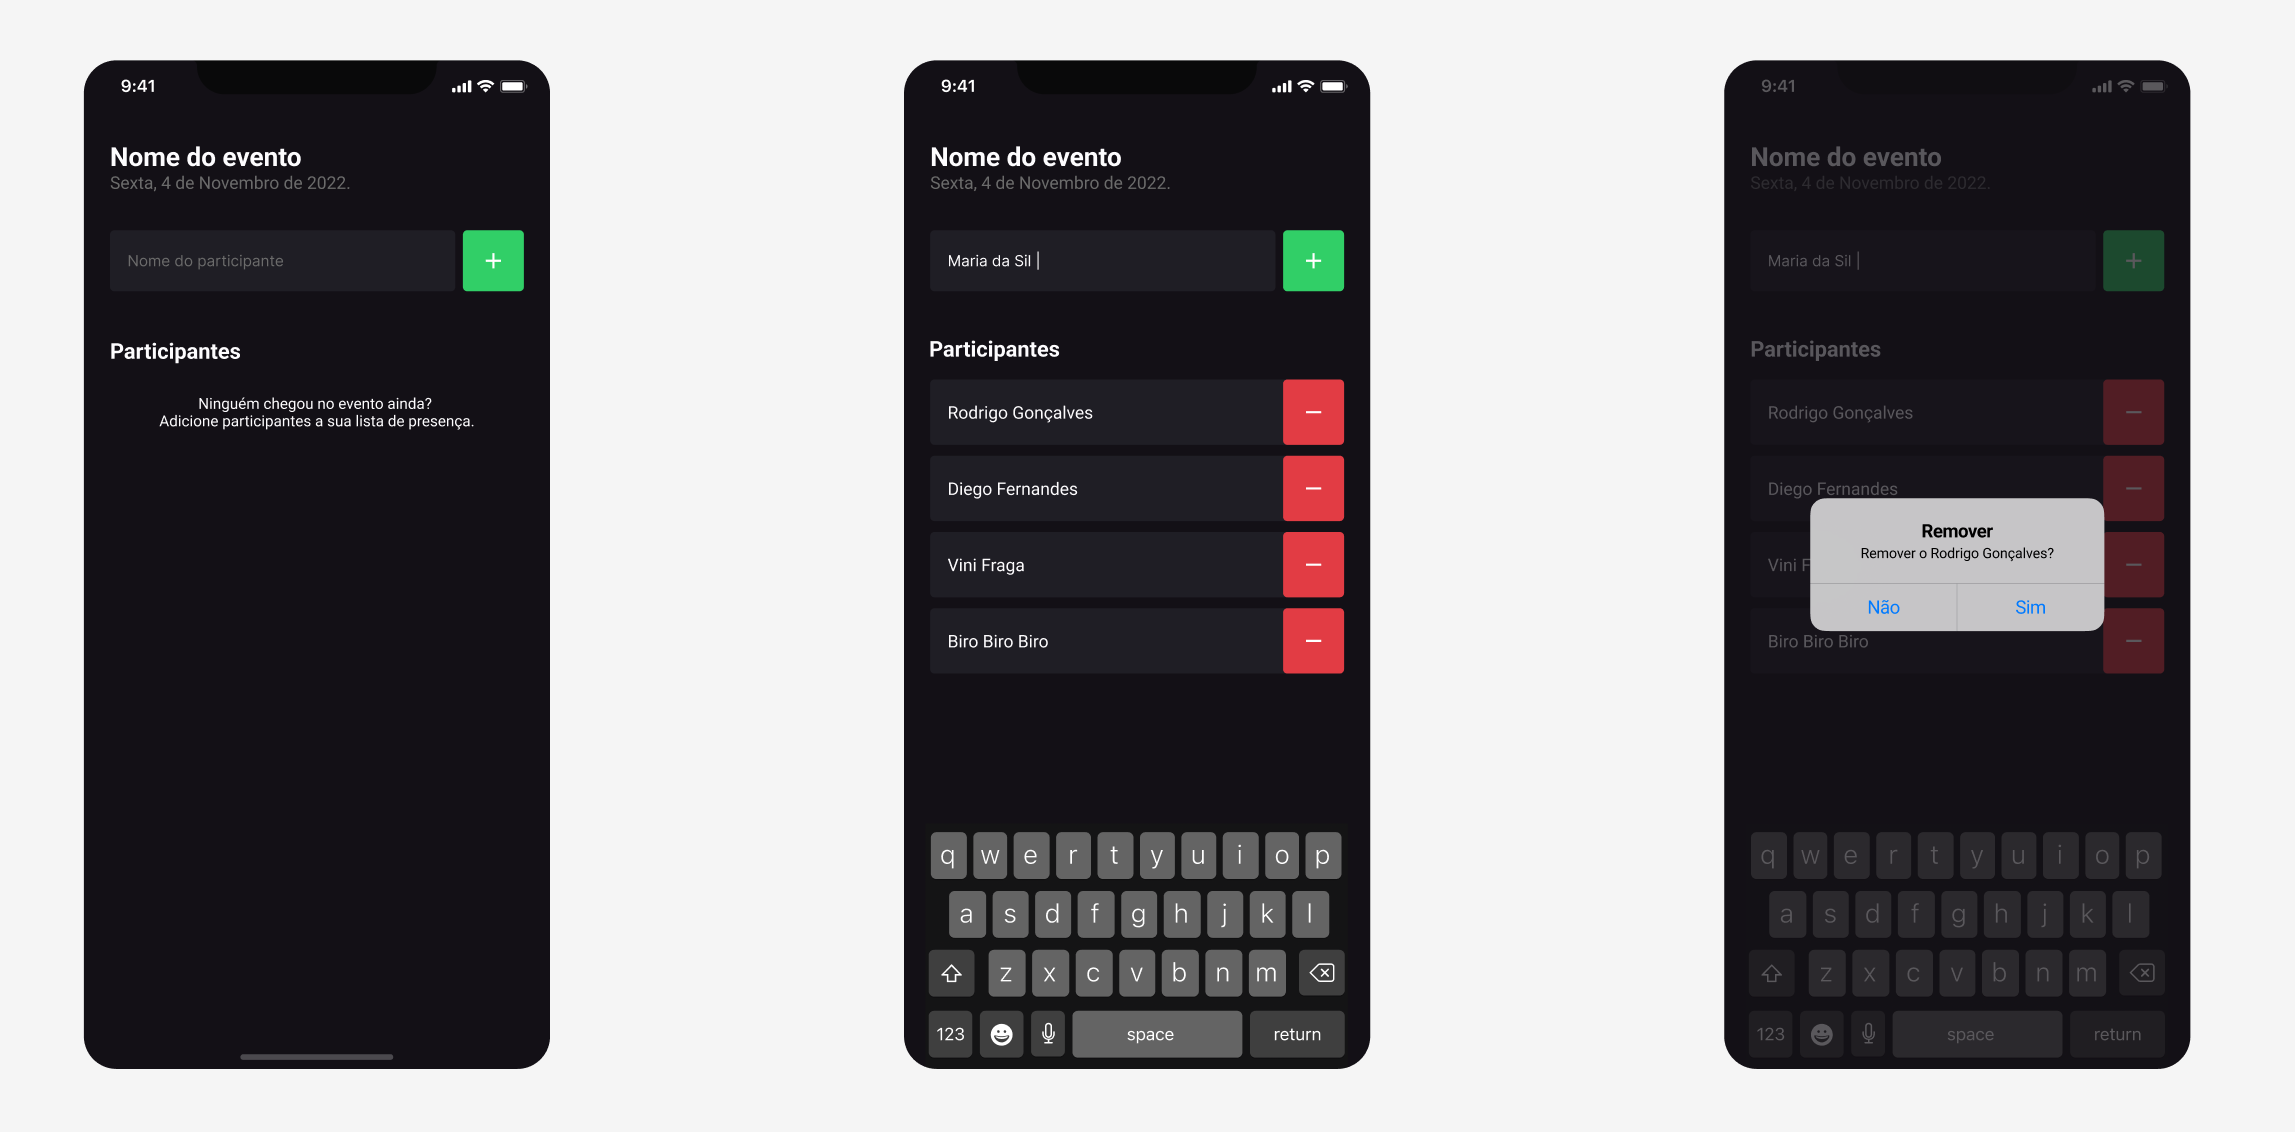 9:41
Nome do evento
Sexta, 4 de Novembro de 2022.
Nome do participante
+
Participantes
Ninguém chegou no evento ainda?
Adicione participantes a sua lista de presença.
9:41
Nome do evento
Sexta, 4 de Novembro de 2022.
Maria da Sil
+
Participantes
Rodrigo Gonçalves
Diego Fernandes
Vini Fraga
Biro Biro Biro
q w e r t y u i o p
a s d f g h j k l
z x c v b n m
123 space return
9:41
Nome do evento
Sexta, 4 de Novembro de 2022.
Maria da Sil
+
Participantes
Rodrigo Gonçalves
Diego Fernandes
Remover
Remover o Rodrigo Gonçalves?
Vini F
Não Sim
Biro Biro Biro
q w e r t y u i o p
a s d f g h j k l
z x c v b n m
123 space return